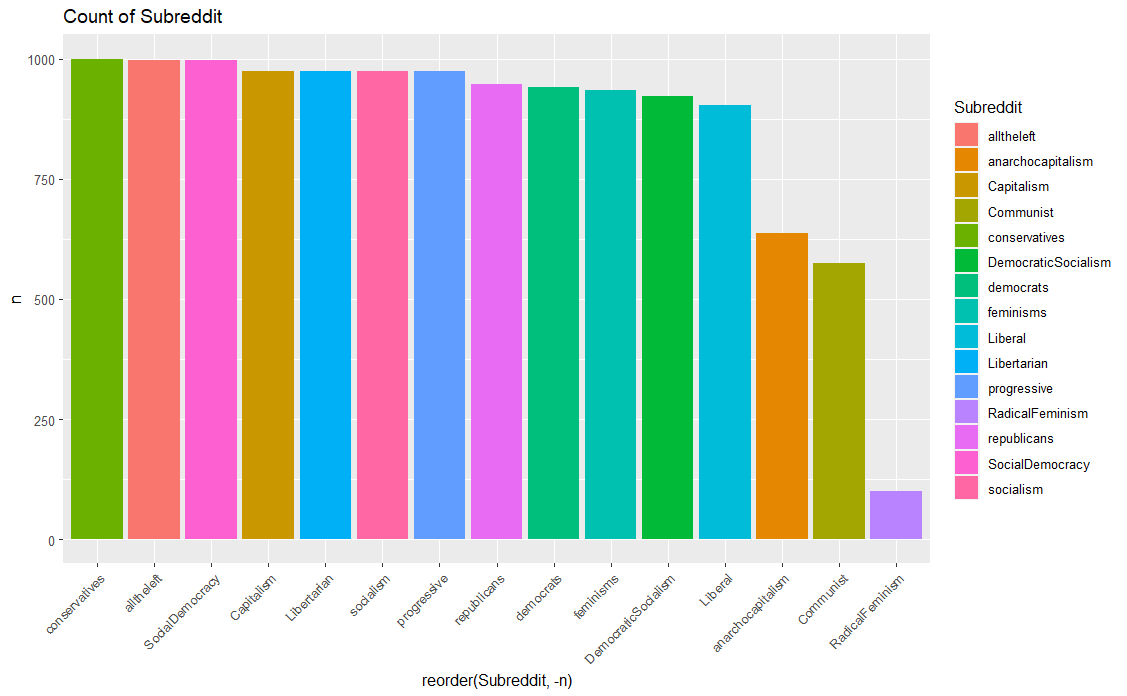 Count of Subreddit
n
1000
750
500
250
0
conservatives
alltheleft
SocialDemocracy
Capitalism
Libertarian
socialism
progressive
republicans
democrats
feminisms
DemocraticSocialism
Liberal
anarchocapitalism
Communist
RadicalFeminism
reorder(Subreddit, -n)
Subreddit
alltheleft
anarchocapitalism
Capitalism
Communist
conservatives
DemocraticSocialism
democrats
feminisms
Liberal
Libertarian
progressive
RadicalFeminism
republicans
SocialDemocracy
socialism